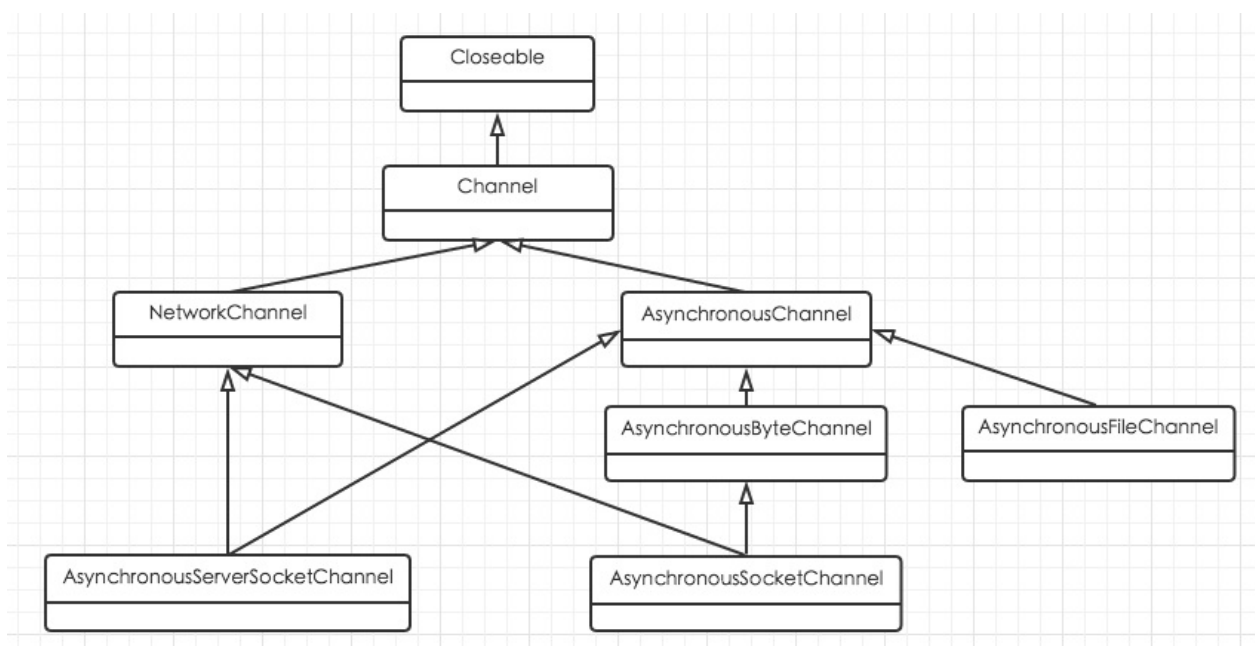 Closeable
Channel
NetworkChannel
AsynchronousChannel
AsynchronousByteChannel
AsynchronousFileChannel
AsynchronousServerSocketChannel
AsynchronousSocketChannel